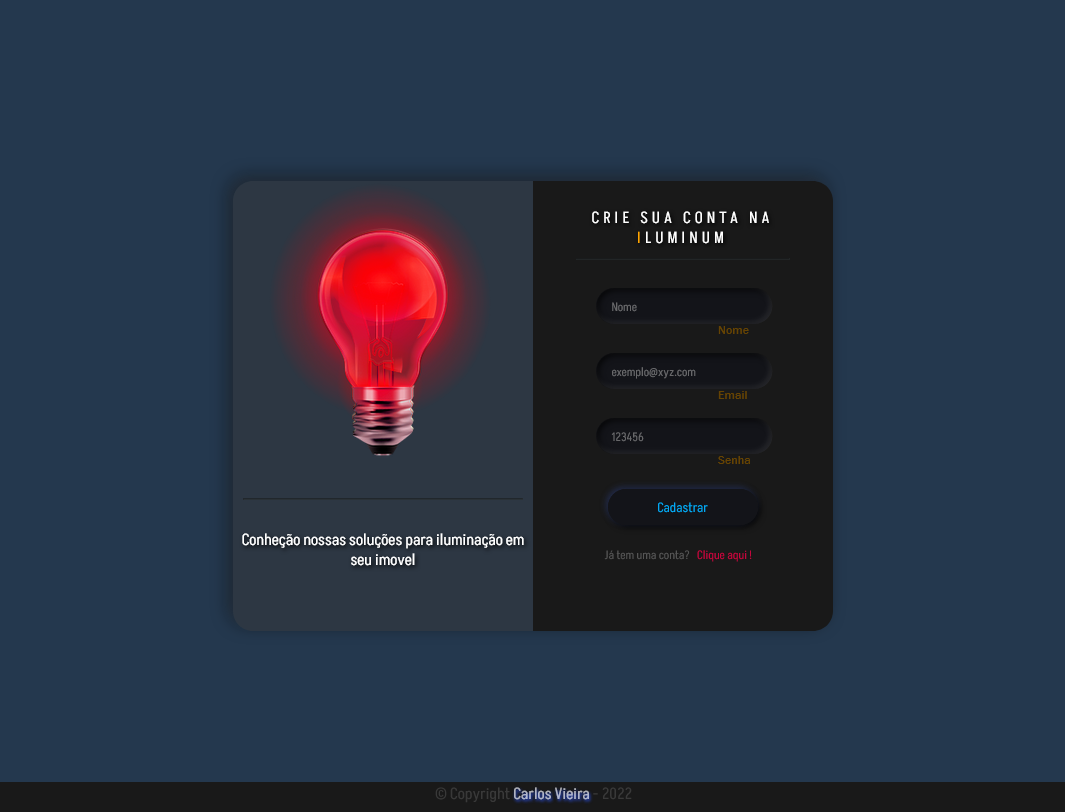 CRIE SUA CONTA NA
ILUMINUM
Nome
Nome
exemplo@xyz.com
Email
123456
Senha
Cadastrar
Já tem uma conta? Clique aqui !
Conheção nossas soluções para iluminação em
seu imovel
© Copyright Carlos Vieira - 2022